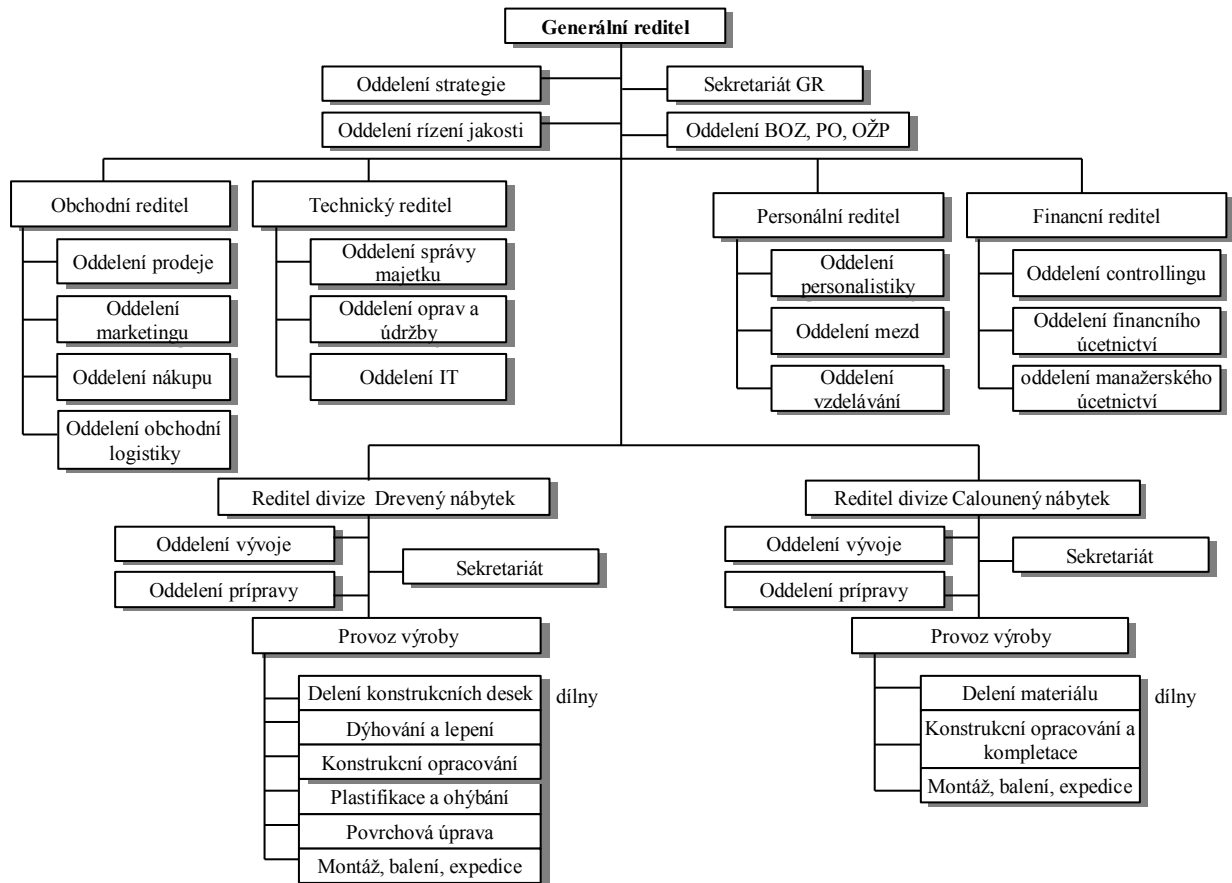 Generální reditel
Oddelení strategie
Sekretariát GR
Oddelení rízení jakosti
Oddelení BOZ, PO, OŽP
Obchodní reditel
Technický reditel
Personální reditel
Financní reditel
Oddelení prodeje
Oddelení
marketingu
Oddelení nákupu
Oddelení obchodní
logistiky
Oddelení správy
majetku
Oddelení oprav a
údržby
Oddelení IT
Oddelení
personalistiky
Oddelení mezd
Oddelení
vzdelávání
Oddelení controllingu
Oddelení financního
úcetnictví
oddelení manažerského
úcetnictví
Reditel divize Drevený nábytek
Oddelení vývoje
Sekretariát
Oddelení prípravy
Provoz výroby
Delení konstrukcních desek
dílny
Dýhování a lepení
Konstrukcní opracování
Plastifikace a ohýbání
Povrchová úprava
Montáž, balení, expedice
Reditel divize Calounený nábytek
Oddelení vývoje
Sekretariát
Oddelení prípravy
Provoz výroby
Delení materiálu
dílny
Konstrukcní opracování a
kompletace
Montáž, balení, expedice